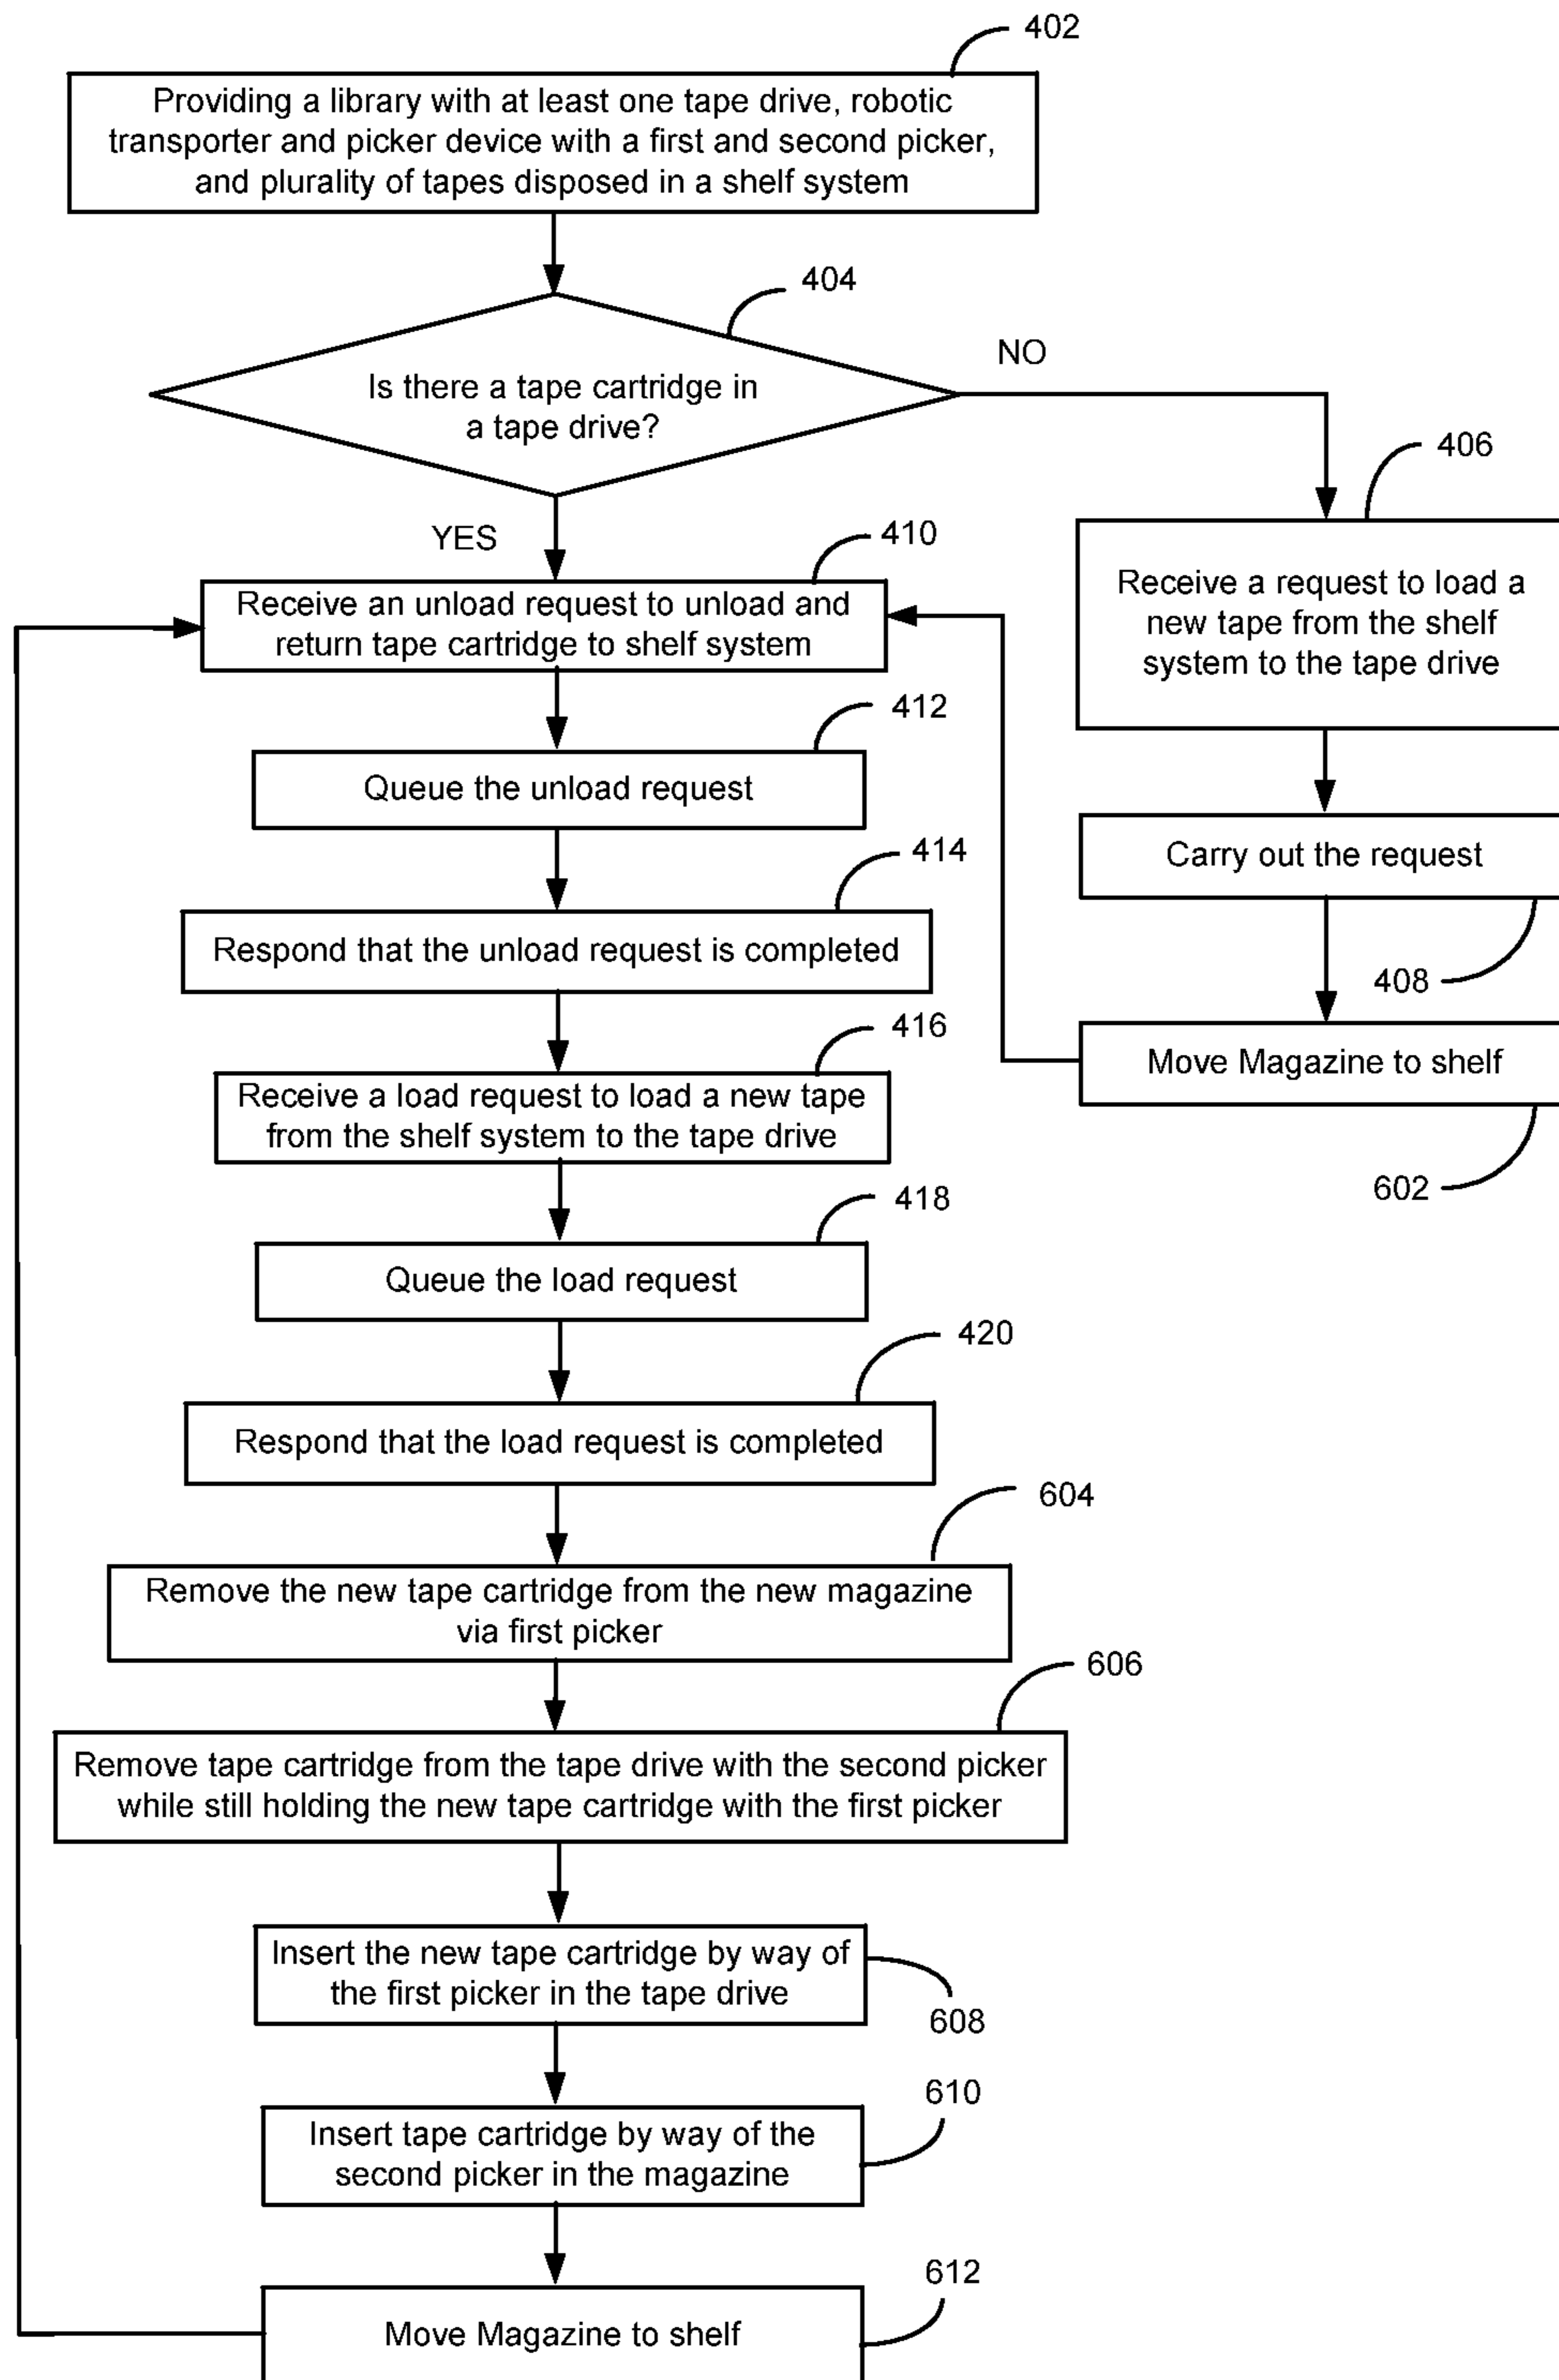 402
Providing a library with at least one tape drive, robotic
transporter and picker device with a first and second picker,
and plurality of tapes disposed in a shelf system
404
NO
Is there a tape cartridge in
a tape drive?
406
YES
410
Receive a request to load a
new tape from the shelf
system to the tape drive
Receive an unload request to unload and
return tape cartridge to shelf system
412
Queue the unload request
Carry out the request
414
Respond that the unload request is completed
408
416
Move Magazine to shelf
Receive a load request to load a new tape
from the shelf system to the tape drive
602
418
Queue the load request
420
Respond that the load request is completed
604
Remove the new tape cartridge from the new magazine
via first picker
606
Remove tape cartridge from the tape drive with the second picker
while still holding the new tape cartridge with the first picker
Insert the new tape cartridge by way of
the first picker in the tape drive
608
610
Insert tape cartridge by way of the
second picker in the magazine
612
Move Magazine to shelf